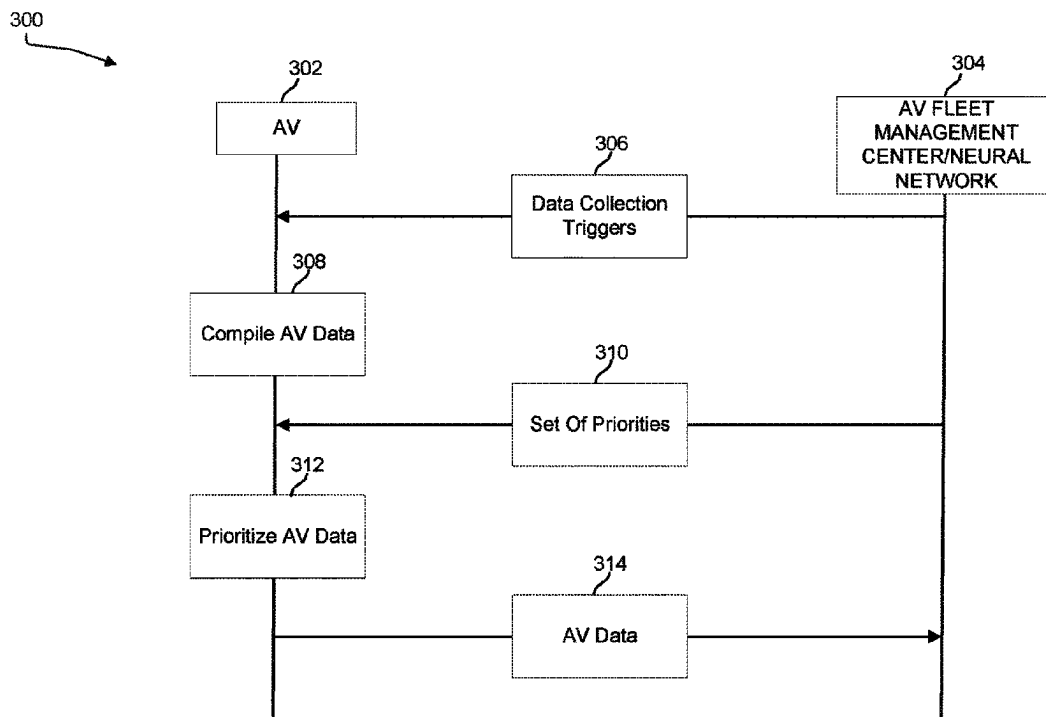 300
302
AV
304
AV FLEET
MANAGEMENT
CENTER/NEURAL
NETWORK
306
Data Collection
Triggers
308
Compile AV Data
310
Set Of Priorities
312
Prioritize AV Data
314
AV Data